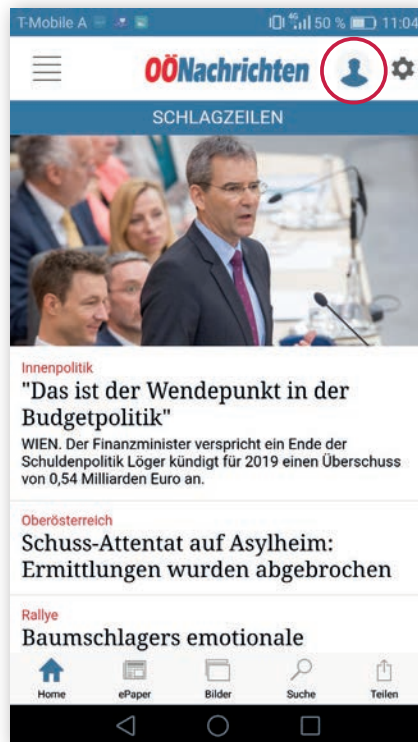 T-Mobile A 50 % 11:04
OÖNachrichten
SCHLAGZEILEN
Innenpolitik
"Das ist der Wendepunkt in der
Budgetpolitik"
WIEN. Der Finanzminister verspricht ein Ende der
Schuldenpolitik Löger kündigt für 2019 einen Überschuss
von 0,54 Milliarden Euro an.
Oberösterreich
Schuss-Attentat auf Asylheim:
Ermittlungen wurden abgebrochen
Rallye
Baumschlagers emotionale
Home ePaper Bilder Suche Teilen